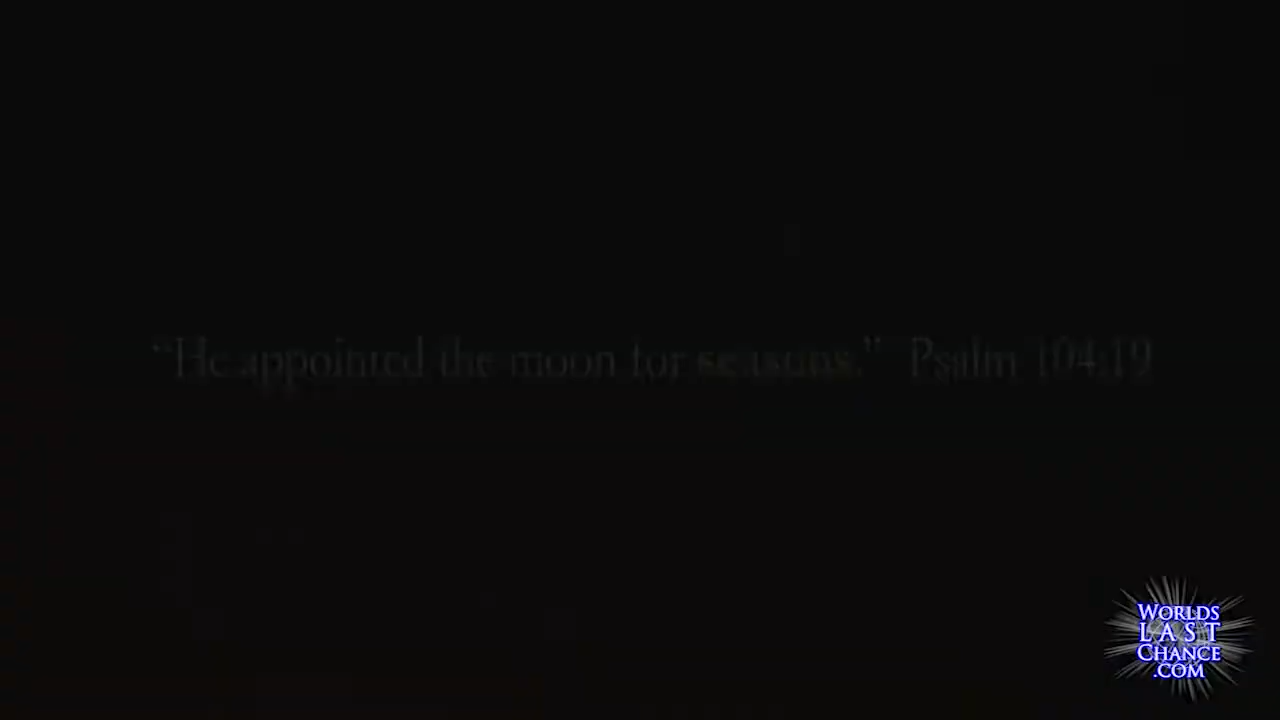 “He appointed the moon for seasons.” Psalm 104:19
WORLDS
LAST
CHANCE
.COM